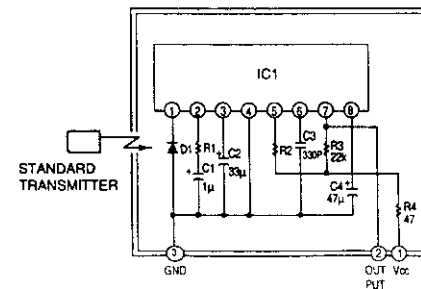 IC1
1 2 3 4 5 6 7 8
D1
R1
+
C1
1μ
+
C2
33μ
R2
C3
330P
R3
22k
C4 +
47μ
R4
47
STANDARD
TRANSMITTER
3 2 1
GND OUT PUT Vcc